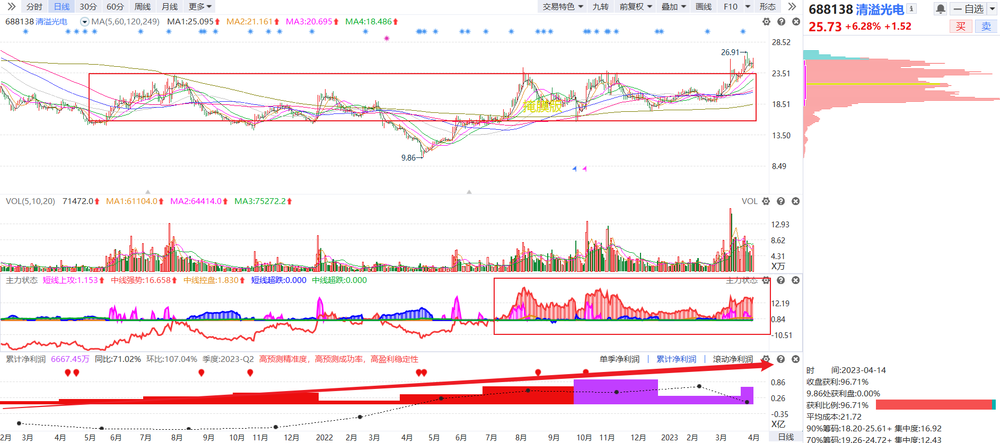 分时 日线 30分 60分 周线 月线 更多 交易特色 九转 前复权 叠加 画线 F10 形态
688138 清溢光电
自选
25.73 +6.28% +1.52
买 卖
688138 清溢光电 MA(5,60,120,249) MA1:25.095 MA2:21.161 MA3:20.695 MA4:18.486
28.52
26.91→
23.51
掩膜版
18.51
13.50
9.86→
8.49
VOL(5,10,20) 71472.0 MA1:61104.0 MA2:64414.0 MA3:75272.2 VOL
12.93
8.62
4.31
X万
主力状态 短线上攻:1.153 中线强势:16.658 中线控盘:1.830 短线超跌:0.000 中线超跌:0.000 主力状态
12.19
0.84
-10.51
累计净利润 6667.45万 同比:71.02% 环比:107.04% 季度:2023-Q2 高预测精准度，高预测成功率，高盈利稳定性 单季净利润 累计净利润 滚动净利润
0.86
0.26
-0.35
X亿
2月 3月 4月 5月 6月 7月 8月 9月 10月 11月 12月 2022 2月 3月 4月 5月 6月 7月 8月 9月 10月 11月 12月 2023 2月 3月 4月 日线
时 间:2023-04-14
收盘获利:96.71%
9.86处获利盘:0.00%
获利比例:96.71%
平均成本:21.72
90%筹码:18.20-25.61+ 集中度:16.92
70%筹码:19.26-24.72+ 集中度:12.43